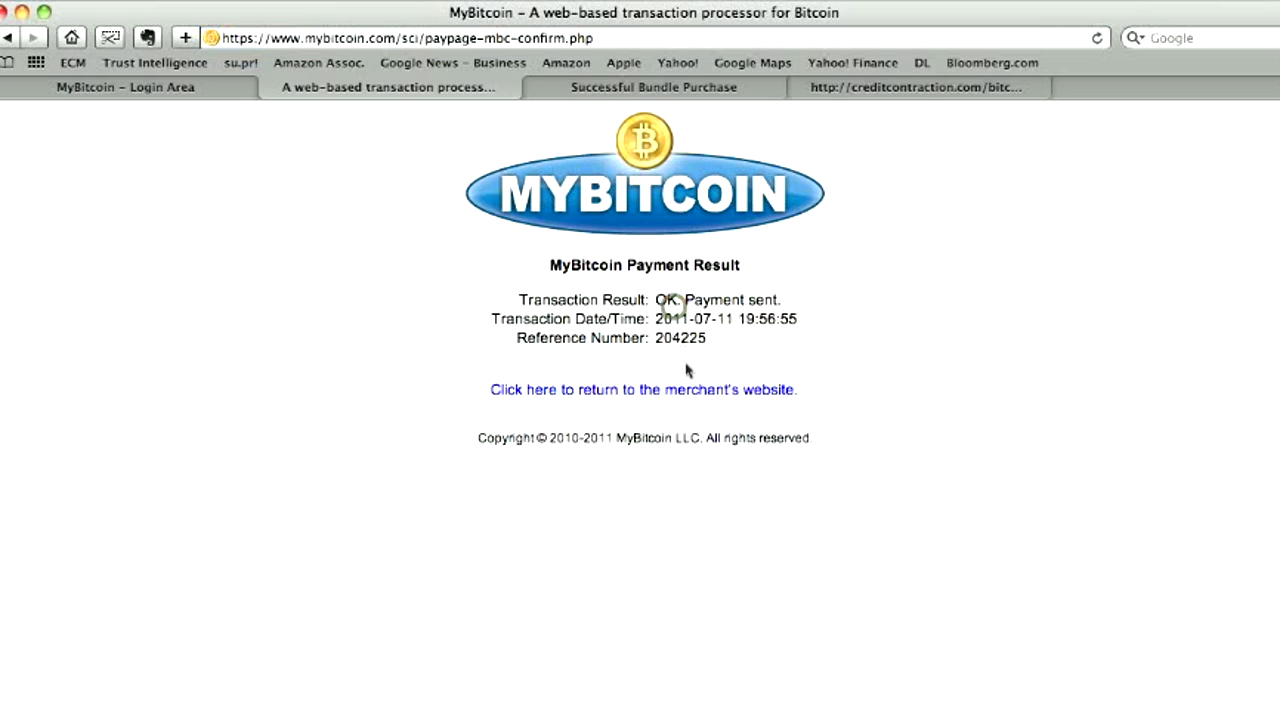 MyBitcoin – A web-based transaction processor for Bitcoin
https://www.mybitcoin.com/sci/paypage-mbc-confirm.php
Google
ECM Trust Intelligence su.pr! Amazon Assoc. Google News – Business Amazon Apple Yahoo! Google Maps Yahoo! Finance DL Bloomberg.com
MyBitcoin – Login Area A web-based transaction process... Successful Bundle Purchase http://creditcontraction.com/bitc...
B
MYBITCOIN
MyBitcoin Payment Result
Transaction Result: OK. Payment sent.
Transaction Date/Time: 2011-07-11 19:56:55
Reference Number: 204225
Click here to return to the merchant's website.
Copyright © 2010-2011 MyBitcoin LLC. All rights reserved.